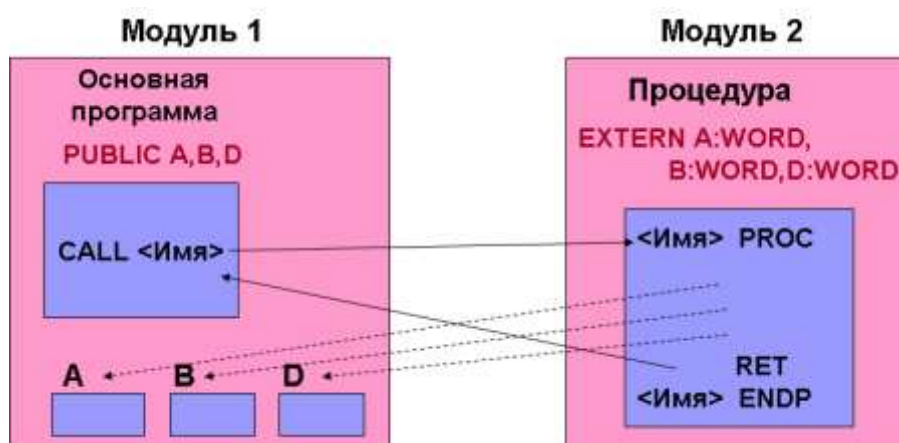 Модуль 1
Основная
программа
PUBLIC A,B,D
CALL <Имя>
A B D
Модуль 2
Процедура
EXTERN A:WORD,
B:WORD,D:WORD
<Имя> PROC
RET
<Имя> ENDP